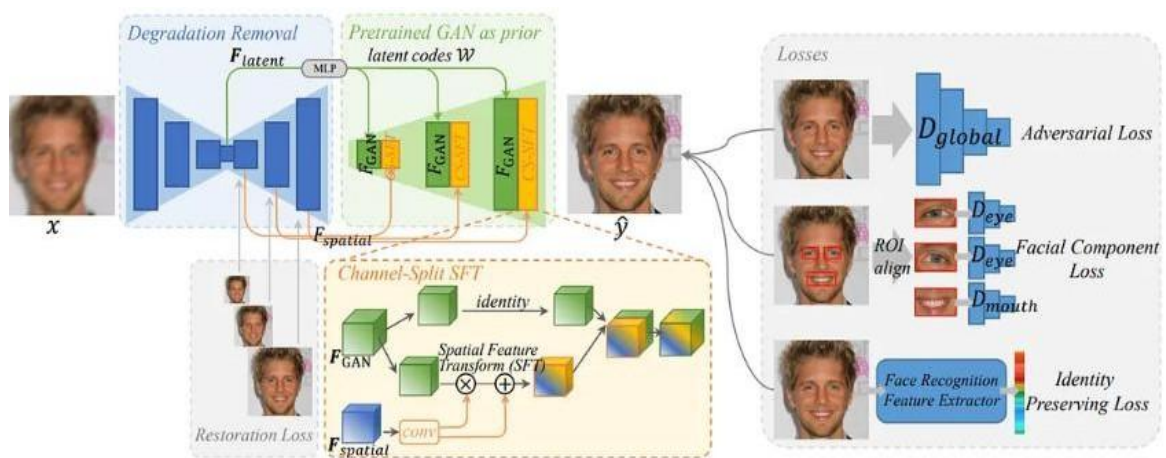 Degradation Removal
F_latent
MLP
Pretrained GAN as prior
latent codes 𝒲
F_GAN
CS-SFT
F_GAN
CS-SFT
F_GAN
CS-SFT
x
F_spatial
ŷ
Restoration Loss
Channel-Split SFT
identity
F_GAN
Spatial Feature
Transform (SFT)
F_spatial
conv
Losses
D_global
Adversarial Loss
ROI
align
D_eye
D_eye
D_mouth
Facial Component
Loss
Face Recognition
Feature Extractor
Identity
Preserving Loss